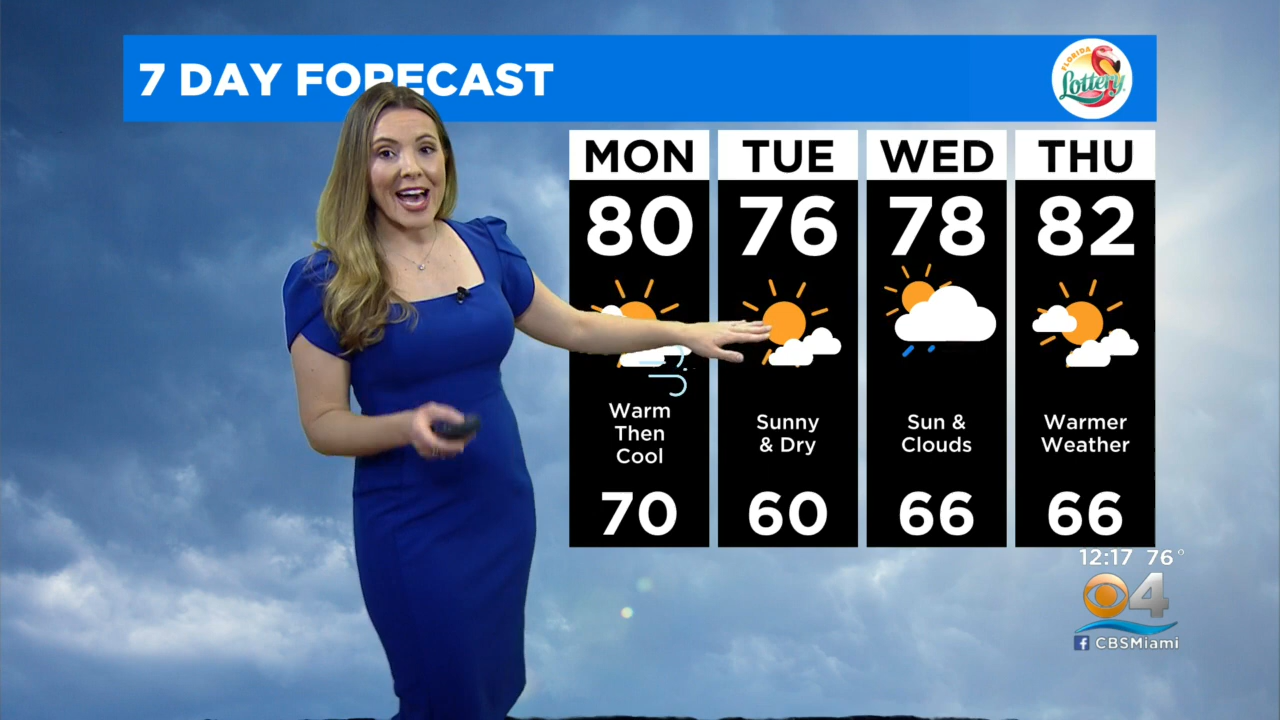 7 DAY FORECAST
FLORIDA
Lottery
MON
TUE
WED
THU
80
76
78
82
Warm
Then
Cool
Sunny
& Dry
Sun &
Clouds
Warmer
Weather
70
60
66
66
12:17 76°
4
CBSMiami